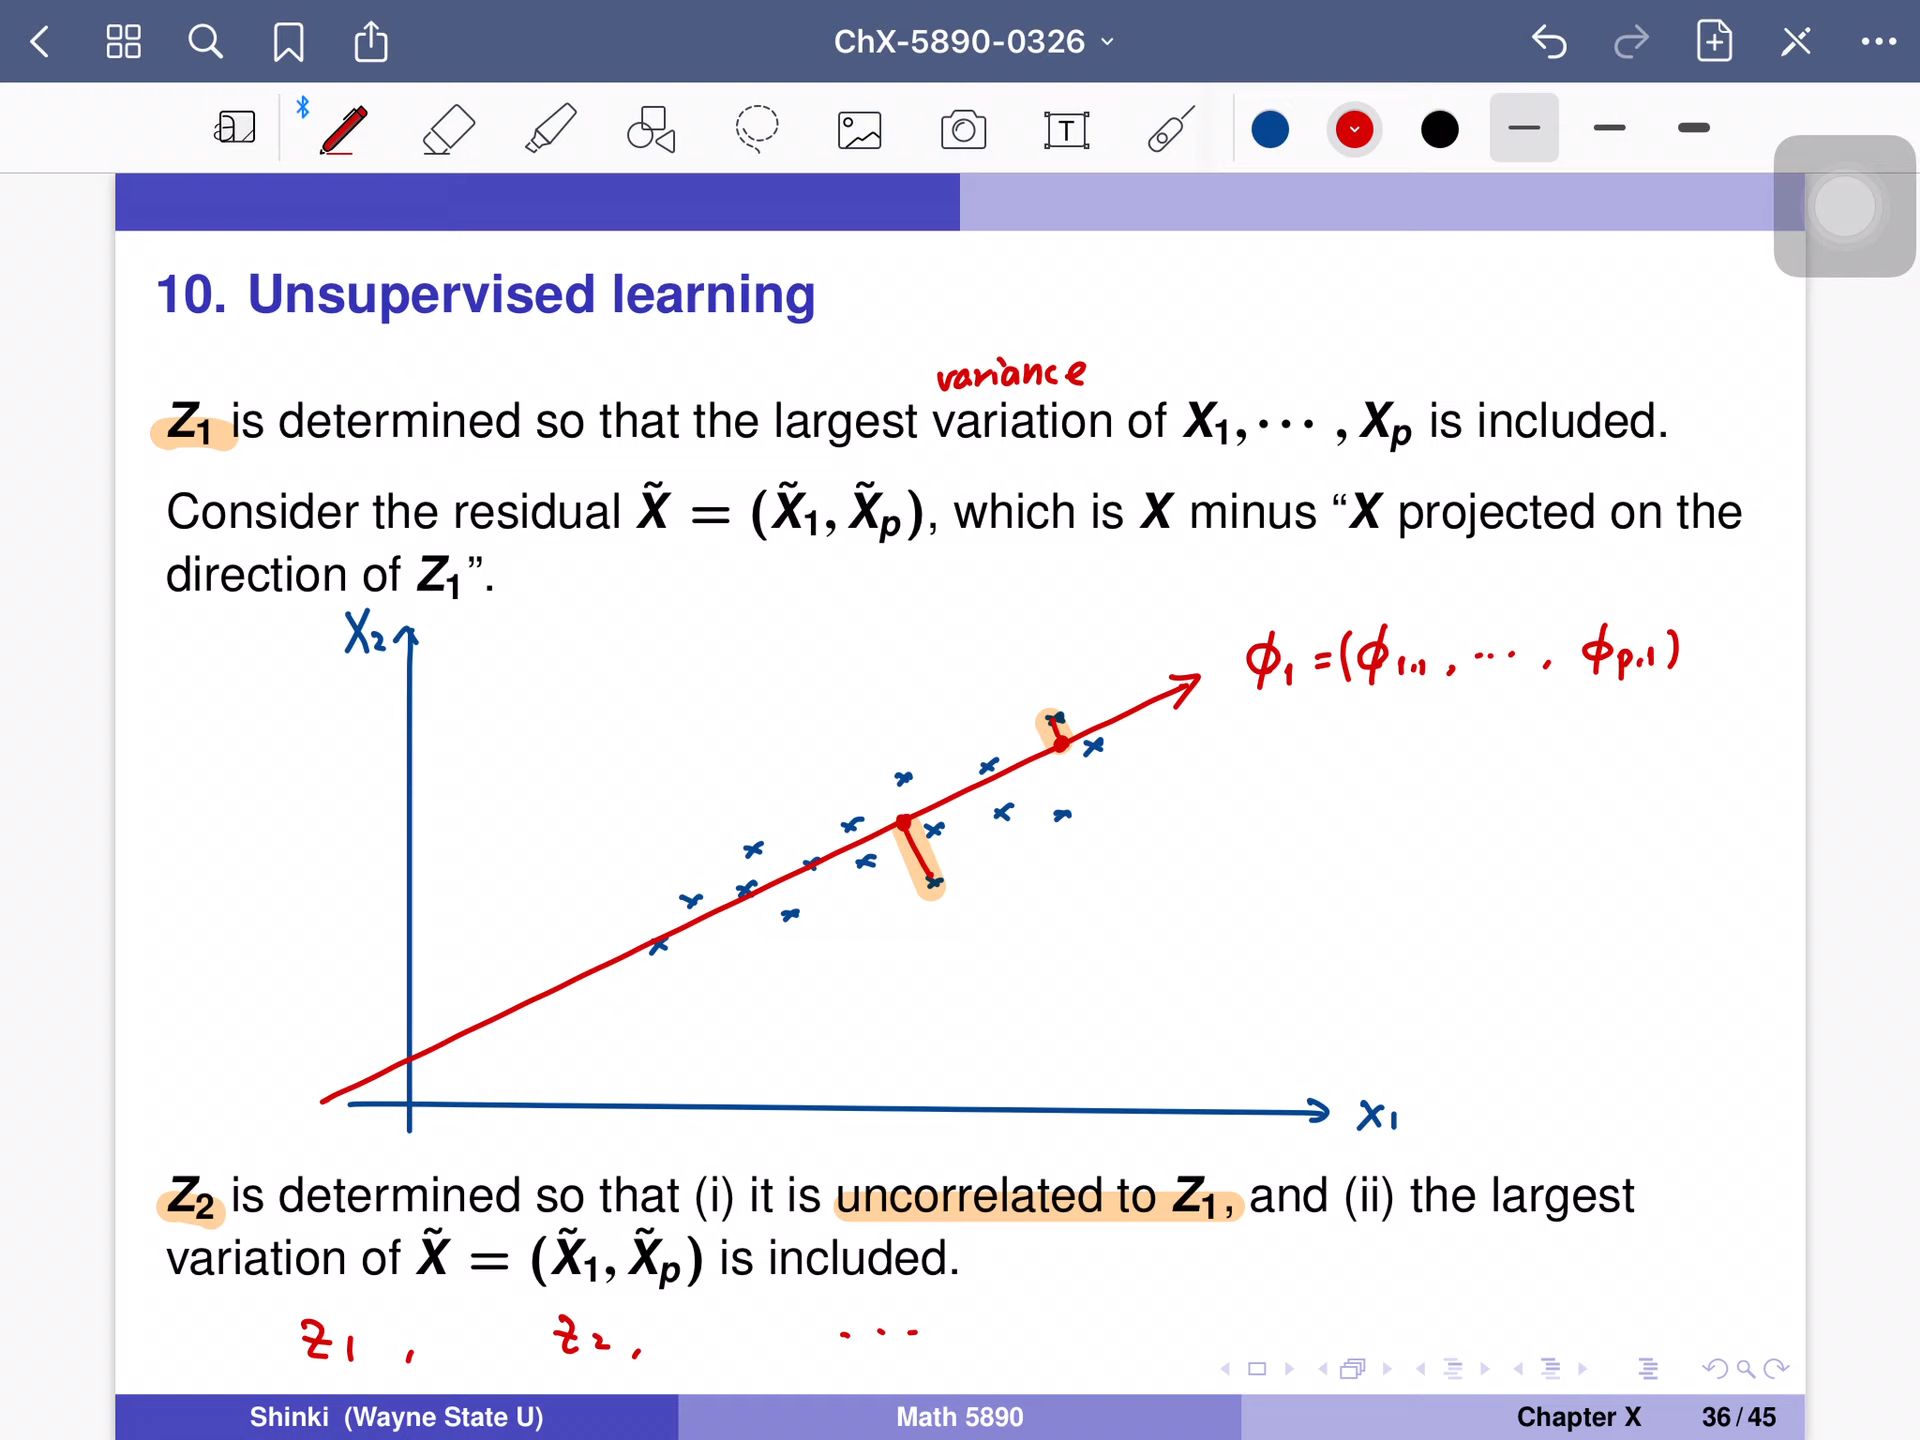 ChX-5890-0326
10. Unsupervised learning
variance
Z₁ is determined so that the largest variation of X₁, ⋯ , Xₚ is included.
Consider the residual X̃ = (X̃₁, X̃ₚ), which is X minus “X projected on the
direction of Z₁”.
X₂
ϕ₁ = (ϕ₁,₁ , ⋯ , ϕₚ,₁)
X₁
Z₂ is determined so that (i) it is uncorrelated to Z₁, and (ii) the largest
variation of X̃ = (X̃₁, X̃ₚ) is included.
Z₁ , Z₂ , ⋯
Shinki (Wayne State U) Math 5890 Chapter X 36 / 45